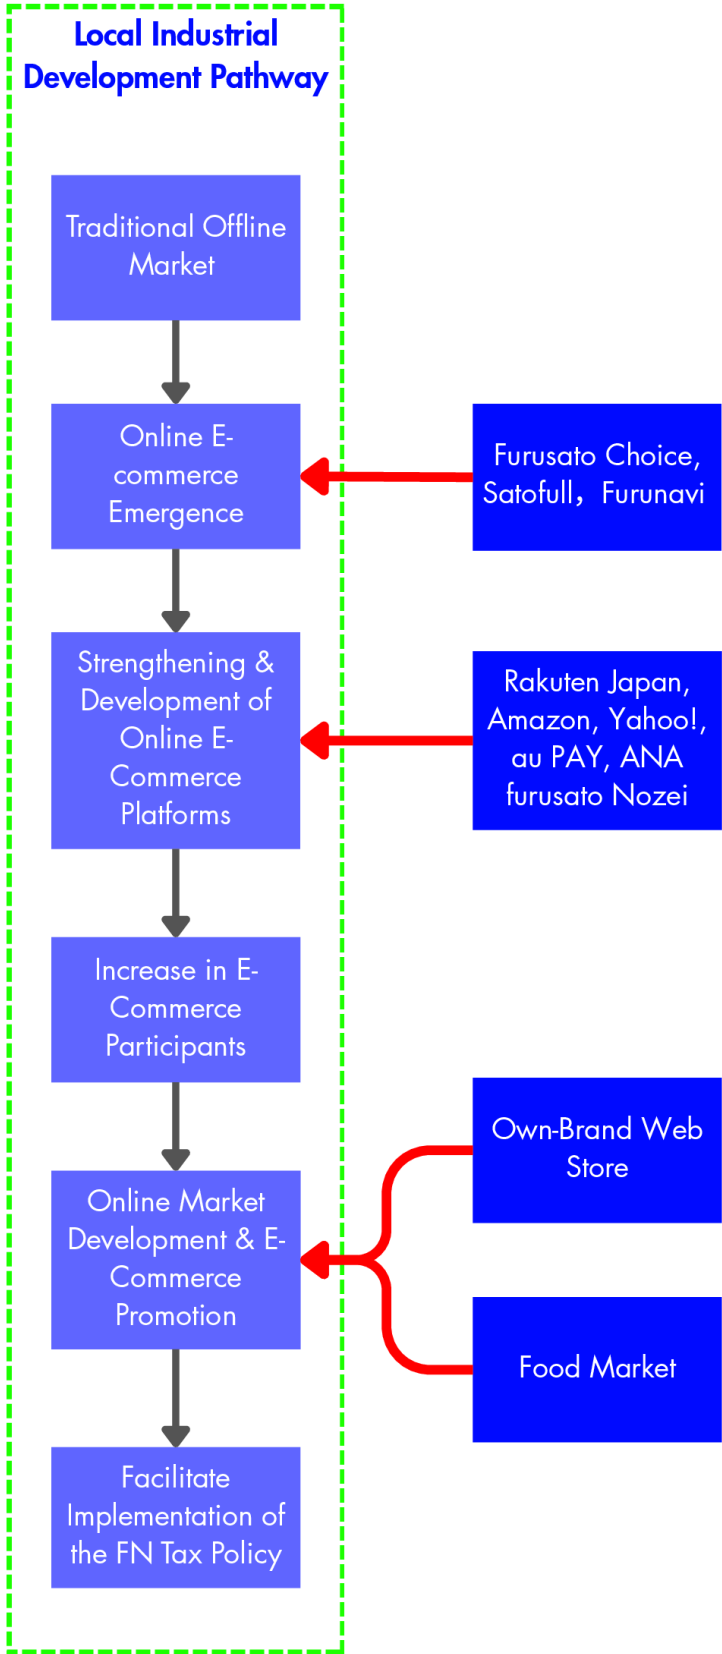 Local Industrial
Development Pathway
Traditional Offline
Market
Online E-
commerce
Emergence
Furusato Choice,
Satofull，Furunavi
Strengthening &
Development of
Online E-
Commerce
Platforms
Rakuten Japan,
Amazon, Yahoo!,
au PAY, ANA
furusato Nozei
Increase in E-
Commerce
Participants
Own-Brand Web
Store
Online Market
Development & E-
Commerce
Promotion
Food Market
Facilitate
Implementation of
the FN Tax Policy